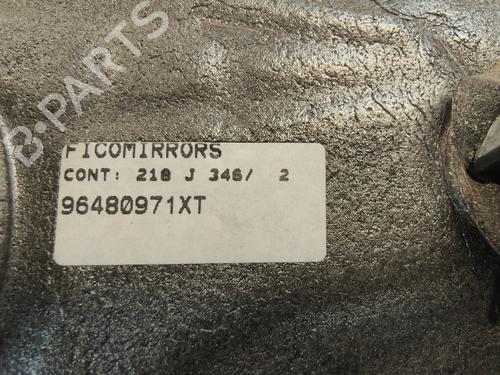 B-PARTS
FICOMIRRORS
CONT: 218 J 346/ 2
96480971XT